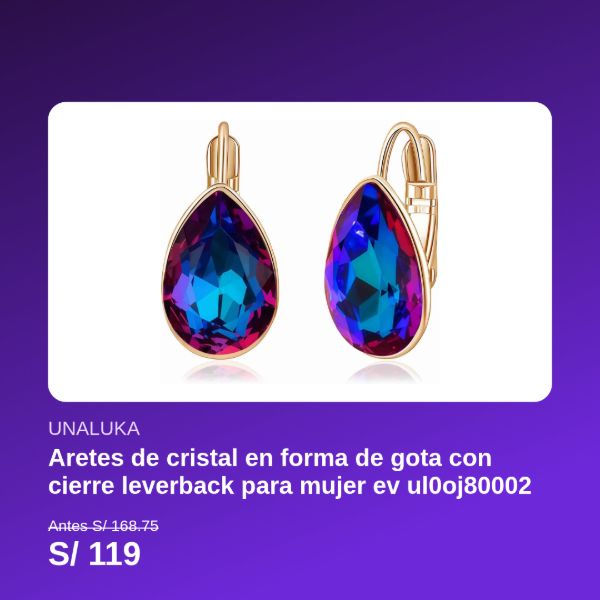 UNALUKA
Aretes de cristal en forma de gota con
cierre leverback para mujer ev ul0oj80002
Antes S/ 168.75
S/ 119